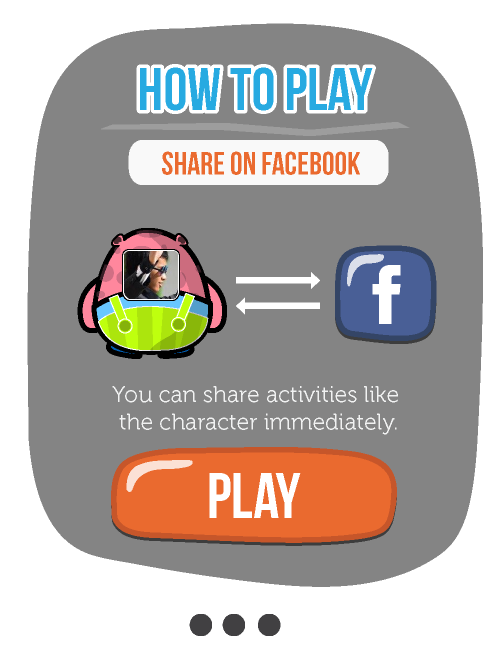 HOW TO PLAY
SHARE ON FACEBOOK
f
You can share activities like
the character immediately.
PLAY